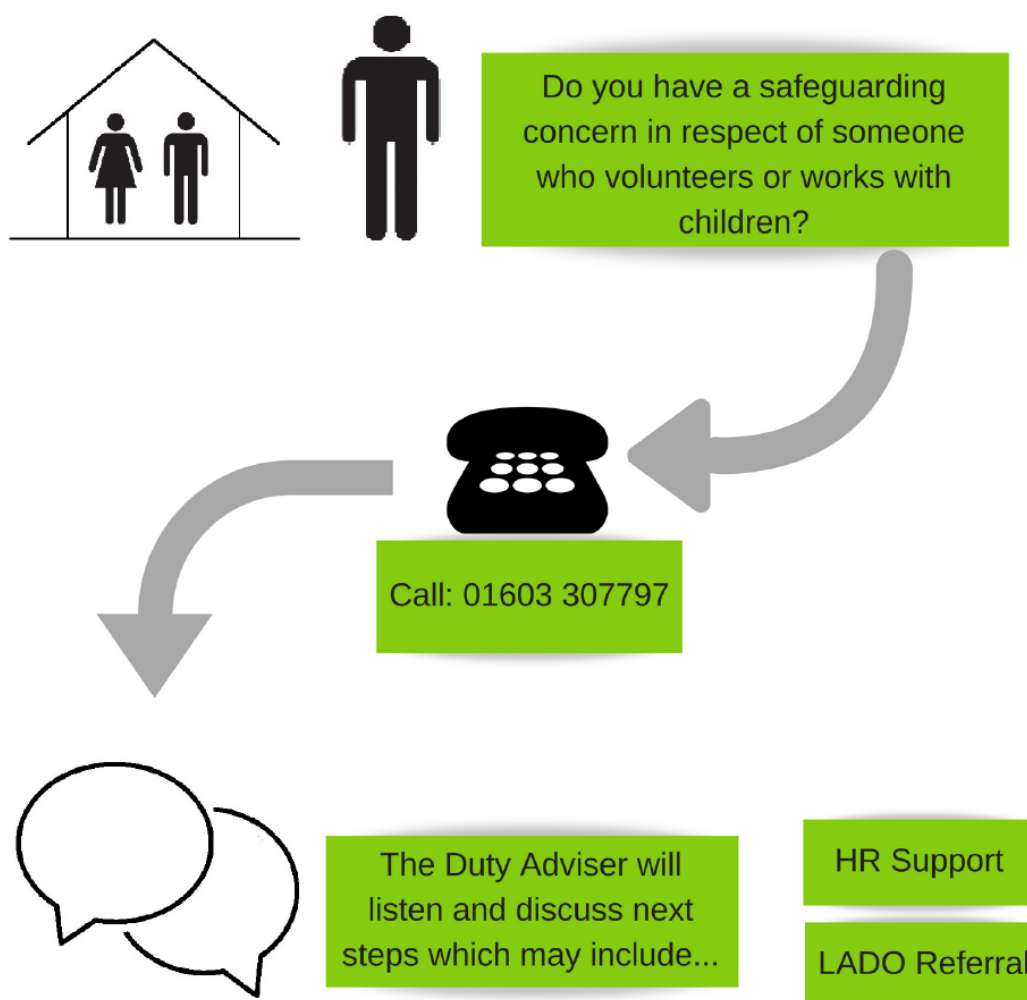 Do you have a safeguarding
concern in respect of someone
who volunteers or works with
children?
Call: 01603 307797
The Duty Adviser will
listen and discuss next
steps which may include...
HR Support
LADO Referral